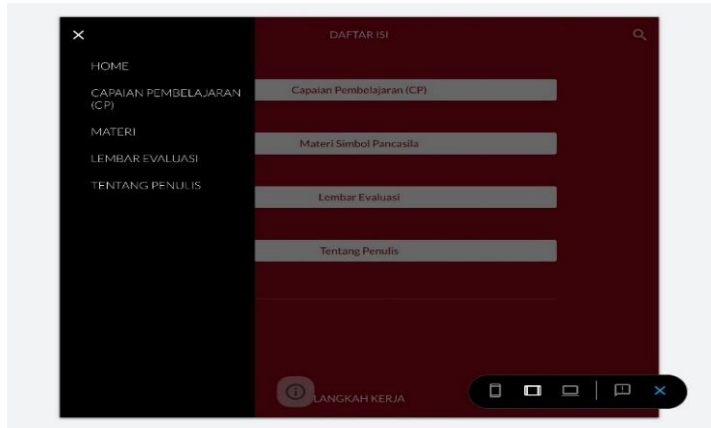 DAFTAR ISI
HOME
CAPAIAN PEMBELAJARAN
(CP)
MATERI
LEMBAR EVALUASI
TENTANG PENULIS
Capaian Pembelajaran (CP)
Materi Simbol Pancasila
Lembar Evaluasi
Tentang Penulis
LANGKAH KERJA